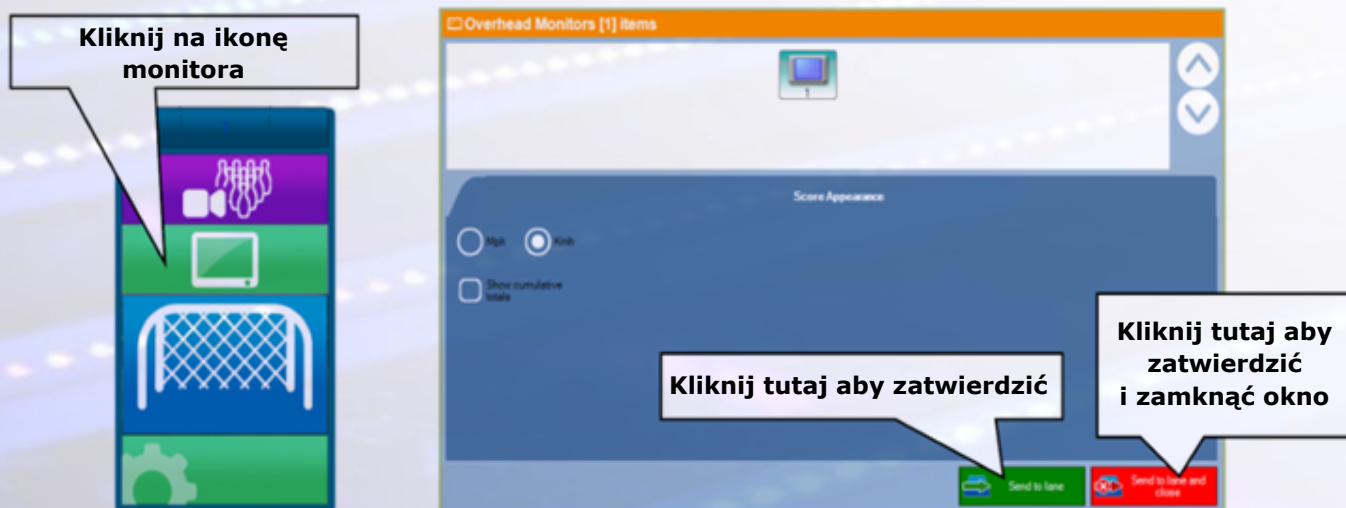 Kliknij na ikonę
monitora
1
Overhead Monitors [1] items
1
Score Appearance
Mph
Kmh
Show cumulative
totals
Kliknij tutaj aby zatwierdzić
Kliknij tutaj aby
zatwierdzić
i zamknąć okno
Send to lane
Send to lane and
close